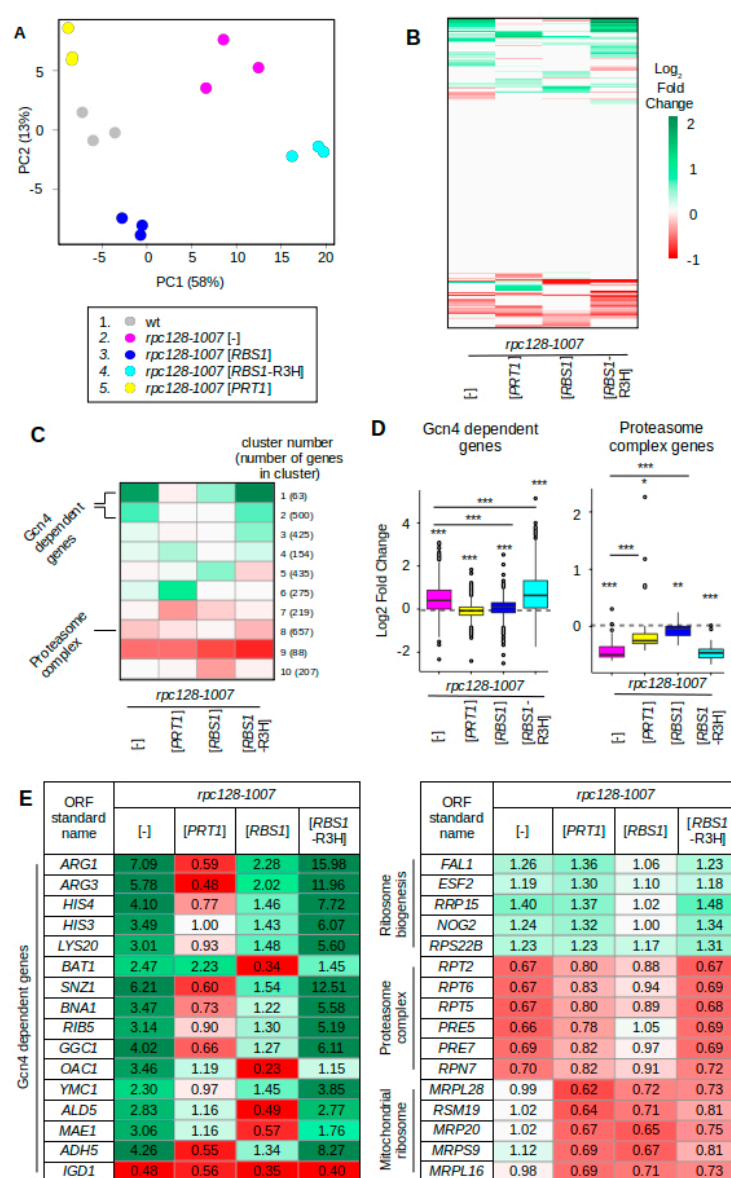 A
5
0
-5
PC2 (13%)
-5
0
5
10
15
20
PC1 (58%)
1. wt
2. rpc128-1007 [-]
3. rpc128-1007 [RBS1]
4. rpc128-1007 [RBS1-R3H]
5. rpc128-1007 [PRT1]
B
Log2
Fold
Change
2
1
0
-1
rpc128-1007
[-]
[PRT1]
[RBS1]
[RBS1-
R3H]
C
cluster number
(number of genes
in cluster)
Gcn4
dependent
genes
Proteasome
complex
1 (63)
2 (500)
3 (425)
4 (154)
5 (435)
6 (275)
7 (219)
8 (657)
9 (88)
10 (207)
rpc128-1007
[-]
[PRT1]
[RBS1]
[RBS1
-R3H]
D
Gcn4 dependent
genes
Log2 Fold Change
4
2
0
-2
***
***
***
***
***
***
rpc128-1007
[-]
[PRT1]
[RBS1]
[RBS1-
R3H]
Proteasome
complex genes
2
1
0
-1
***
*
***
***
**
***
rpc128-1007
[-]
[PRT1]
[RBS1]
[RBS1
-R3H]
E
ORF standard name rpc128-1007
[-] [PRT1] [RBS1] [RBS1 -R3H]
Gcn4 dependent genes
ARG1 7.09 0.59 2.28 15.98
ARG3 5.78 0.48 2.02 11.96
HIS4 4.10 0.77 1.46 7.72
HIS3 3.49 1.00 1.43 6.07
LYS20 3.01 0.93 1.48 5.60
BAT1 2.47 2.23 0.34 1.45
SNZ1 6.21 0.60 1.54 12.51
BNA1 3.47 0.73 1.22 5.58
RIB5 3.14 0.90 1.30 5.19
GGC1 4.02 0.66 1.27 6.11
OAC1 3.46 1.19 0.23 1.15
YMC1 2.30 0.97 1.45 3.85
ALD5 2.83 1.16 0.49 2.77
MAE1 3.06 1.16 0.57 1.76
ADH5 4.26 0.55 1.34 8.27
IGD1 0.48 0.56 0.35 0.40
ORF standard name rpc128-1007
[-] [PRT1] [RBS1] [RBS1 -R3H]
Ribosome biogenesis
FAL1 1.26 1.36 1.06 1.23
ESF2 1.19 1.30 1.10 1.18
RRP15 1.40 1.37 1.02 1.48
NOG2 1.24 1.32 1.00 1.34
RPS22B 1.23 1.23 1.17 1.31
Proteasome complex
RPT2 0.67 0.80 0.88 0.67
RPT6 0.67 0.83 0.94 0.69
RPT5 0.67 0.80 0.89 0.68
PRE5 0.66 0.78 1.05 0.69
PRE7 0.69 0.82 0.97 0.69
RPN7 0.70 0.82 0.91 0.72
Mitochondrial ribosome
MRPL28 0.99 0.62 0.72 0.73
RSM19 1.02 0.64 0.71 0.81
MRP20 1.02 0.67 0.65 0.75
MRPS9 1.12 0.69 0.67 0.81
MRPL16 0.98 0.69 0.71 0.73